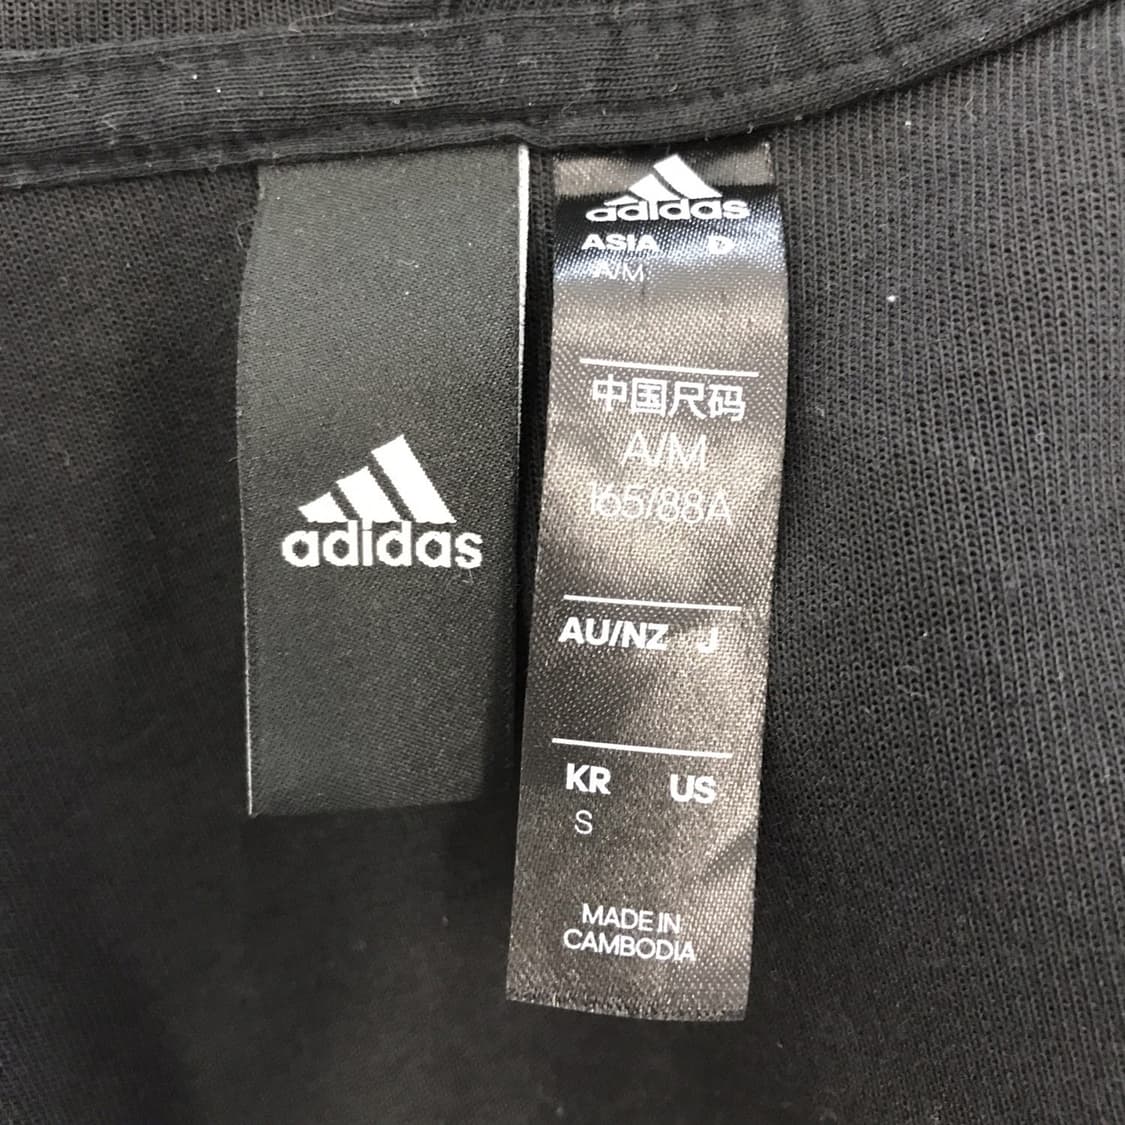 adidas
adidas
ASIA D
A/M
中国尺码
A/M
165/88A
AU/NZ J
KR US
S
MADE IN
CAMBODIA